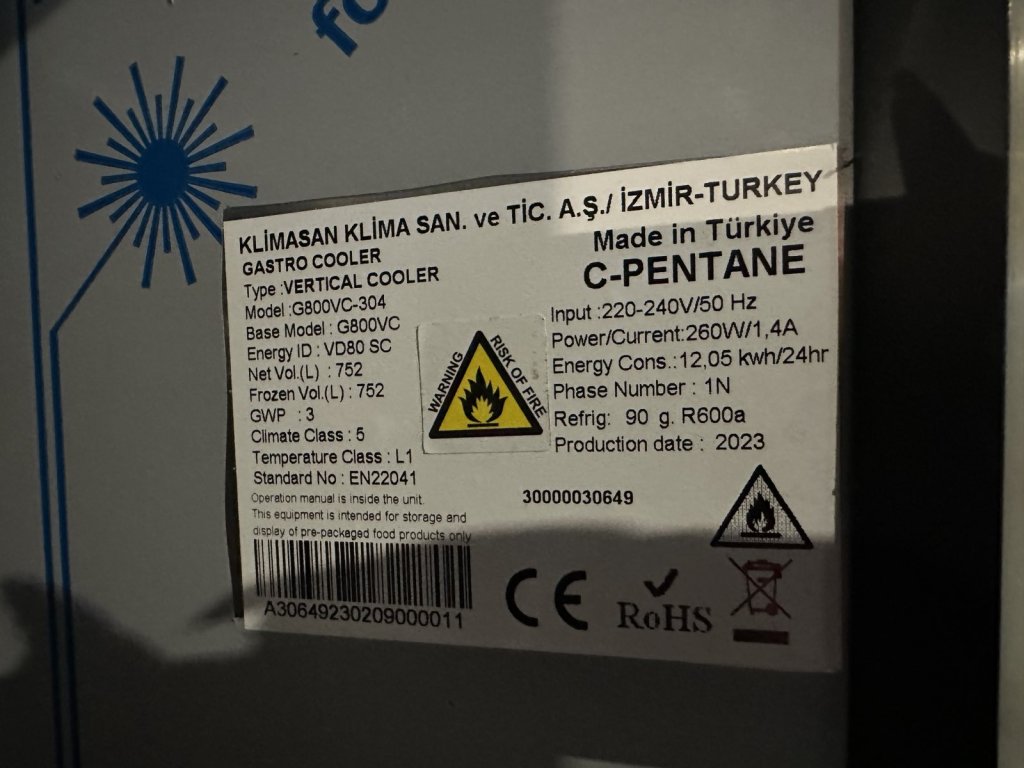 KLİMASAN KLİMA SAN. ve TİC. A.Ş./ İZMİR-TURKEY
GASTRO COOLER
Type :VERTICAL COOLER
Model :G800VC-304
Base Model : G800VC
Energy ID : VD80 SC
Net Vol.(L) : 752
Frozen Vol.(L) : 752
GWP : 3
Climate Class : 5
Temperature Class : L1
Standard No : EN22041
Operation manual is inside the unit.
This equipment is intended for storage and
display of pre-packaged food products only
A30649230209000011
WARNING
RISK OF FIRE
Made in Türkiye
C-PENTANE
Input :220-240V/50 Hz
Power/Current:260W/1,4A
Energy Cons.:12,05 kwh/24hr
Phase Number : 1N
Refrig: 90 g. R600a
Production date : 2023
30000030649
CE
RoHS